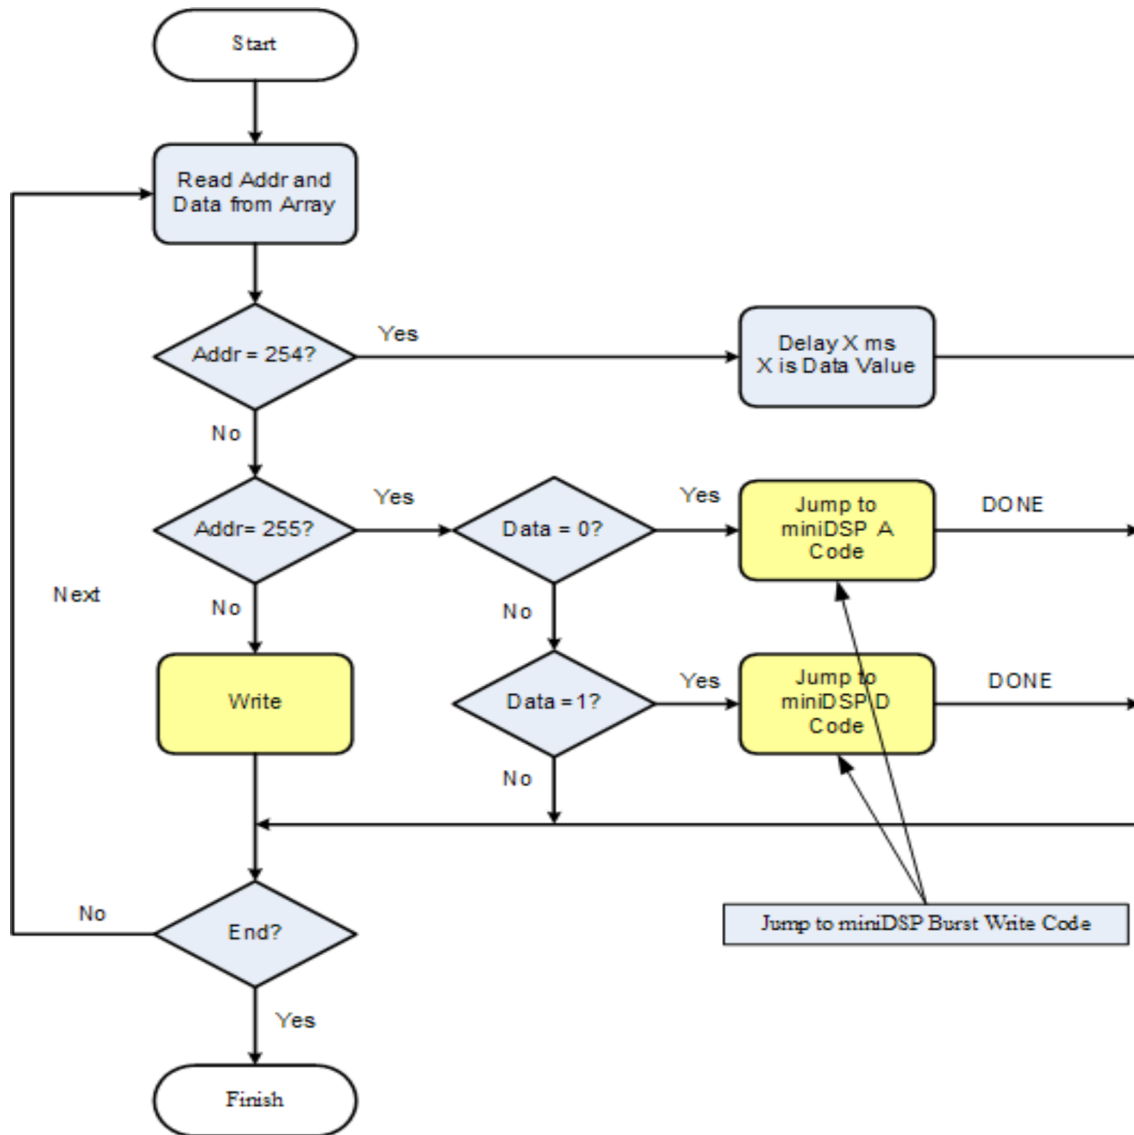 Start
Read Addr and
Data from Array
Addr = 254?
Yes
Delay X ms
X is Data Value
No
Addr= 255?
Yes
Data = 0?
Yes
Jump to
miniDSP A
Code
DONE
Next
No
No
Write
Data =1?
Yes
Jump to
miniDSP D
Code
DONE
No
No
End?
Jump to miniDSP Burst Write Code
Yes
Finish